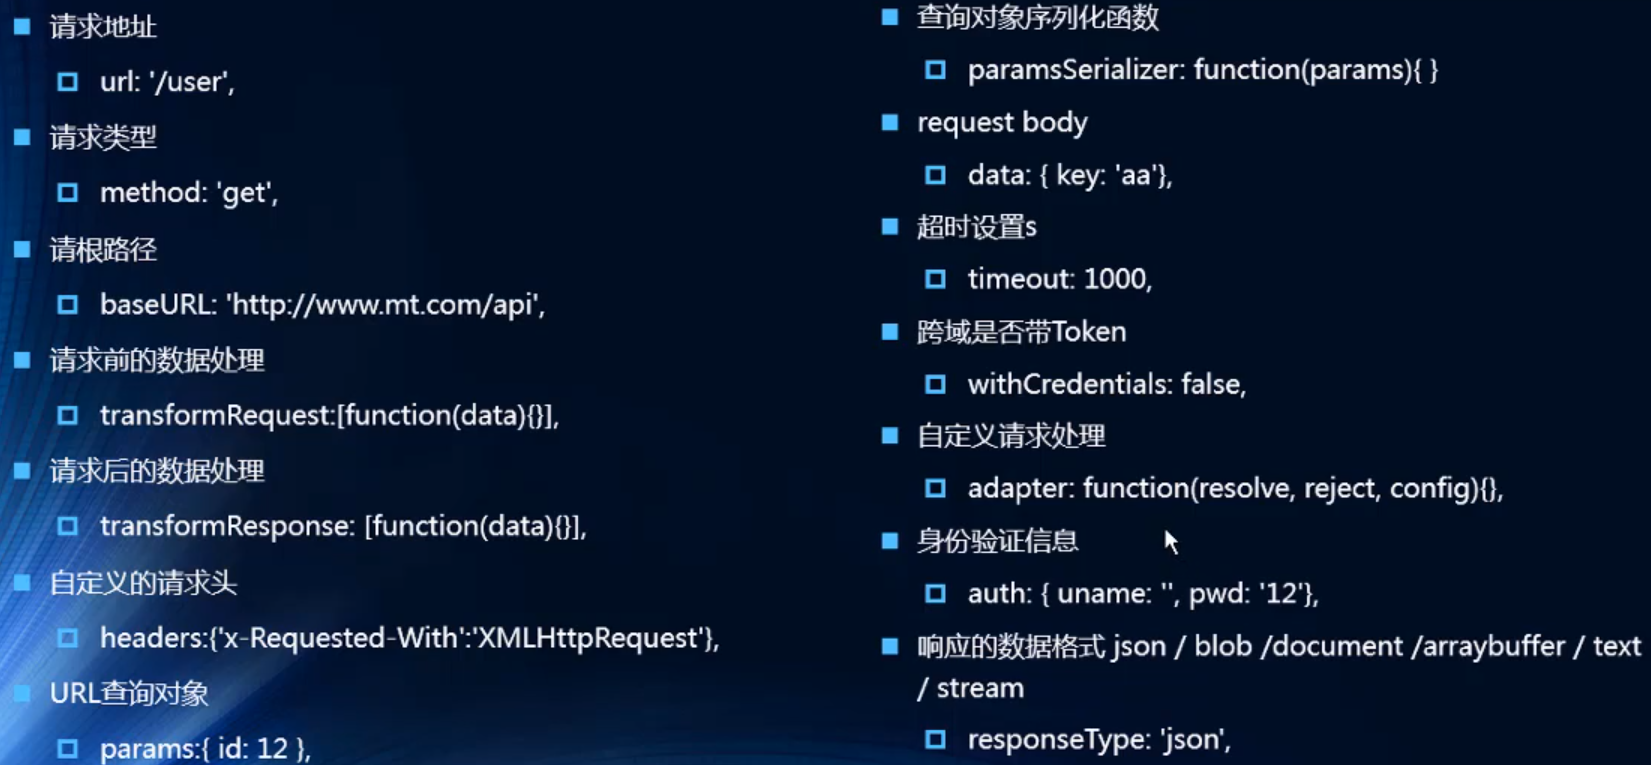 请求地址
url: '/user',
请求类型
method: 'get',
请根路径
baseURL: 'http://www.mt.com/api',
请求前的数据处理
transformRequest:[function(data){}],
请求后的数据处理
transformResponse: [function(data){}],
自定义的请求头
headers:{'x-Requested-With':'XMLHttpRequest'},
URL查询对象
params:{ id: 12 },
查询对象序列化函数
paramsSerializer: function(params){ }
request body
data: { key: 'aa'},
超时设置s
timeout: 1000,
跨域是否带Token
withCredentials: false,
自定义请求处理
adapter: function(resolve, reject, config){},
身份验证信息
auth: { uname: '', pwd: '12'},
响应的数据格式 json / blob /document /arraybuffer / text
/ stream
responseType: 'json',